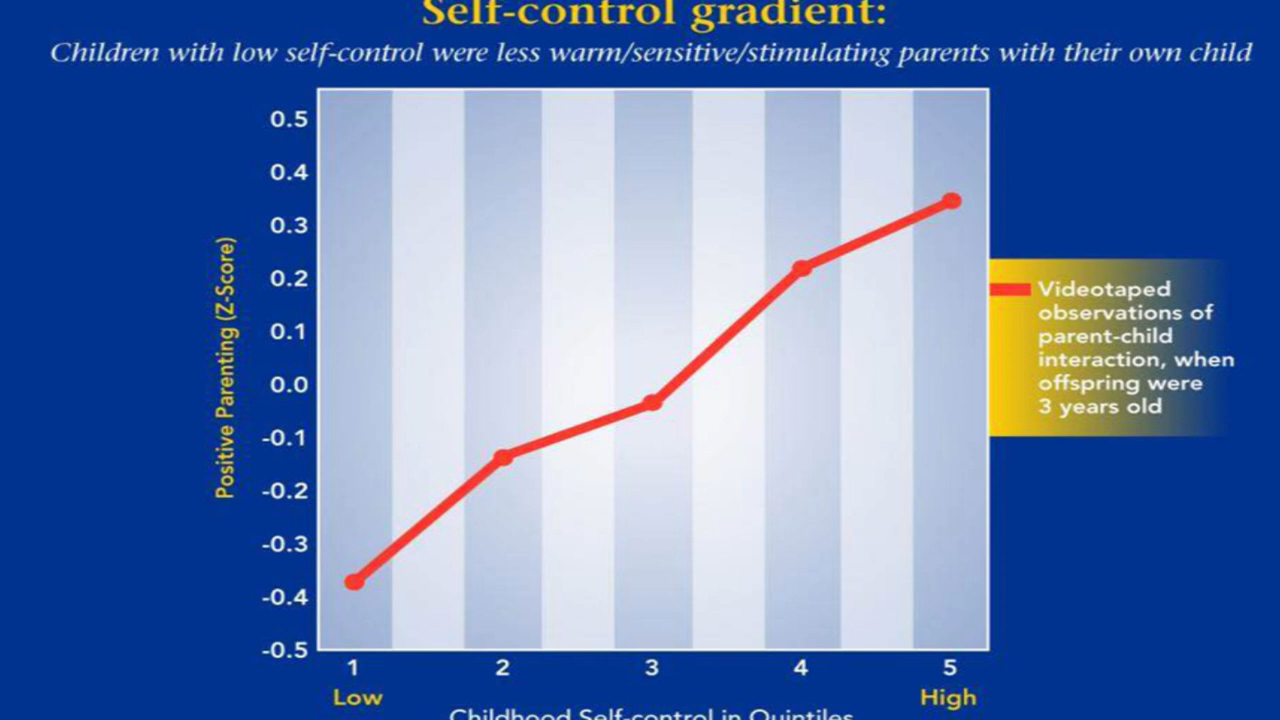 Self-control gradient:
Children with low self-control were less warm/sensitive/stimulating parents with their own child
0.5
0.4
0.3
0.2
0.1
0.0
-0.1
-0.2
-0.3
-0.4
-0.5
Positive Parenting (Z-Score)
Videotaped
observations of
parent-child
interaction, when
offspring were
3 years old
1 2 3 4 5
Low High
Childhood Self-control in Quintiles